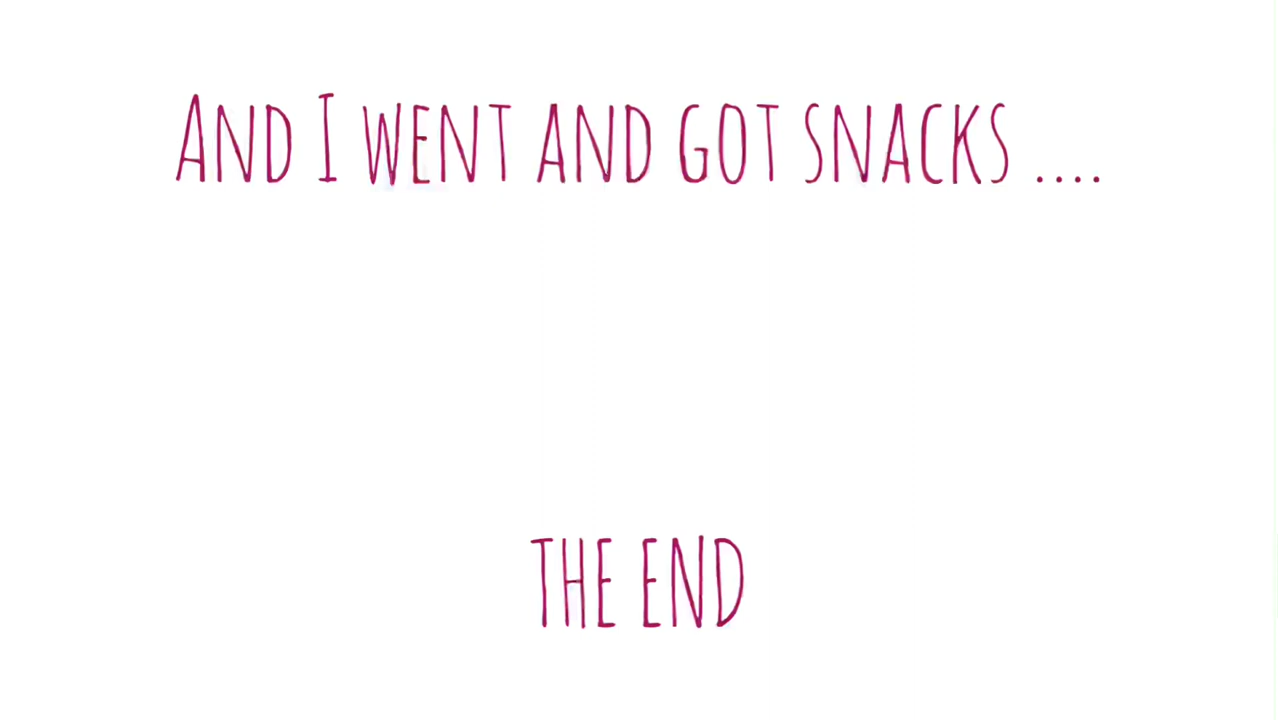 AND I WENT AND GOT SNACKS ....
THE END